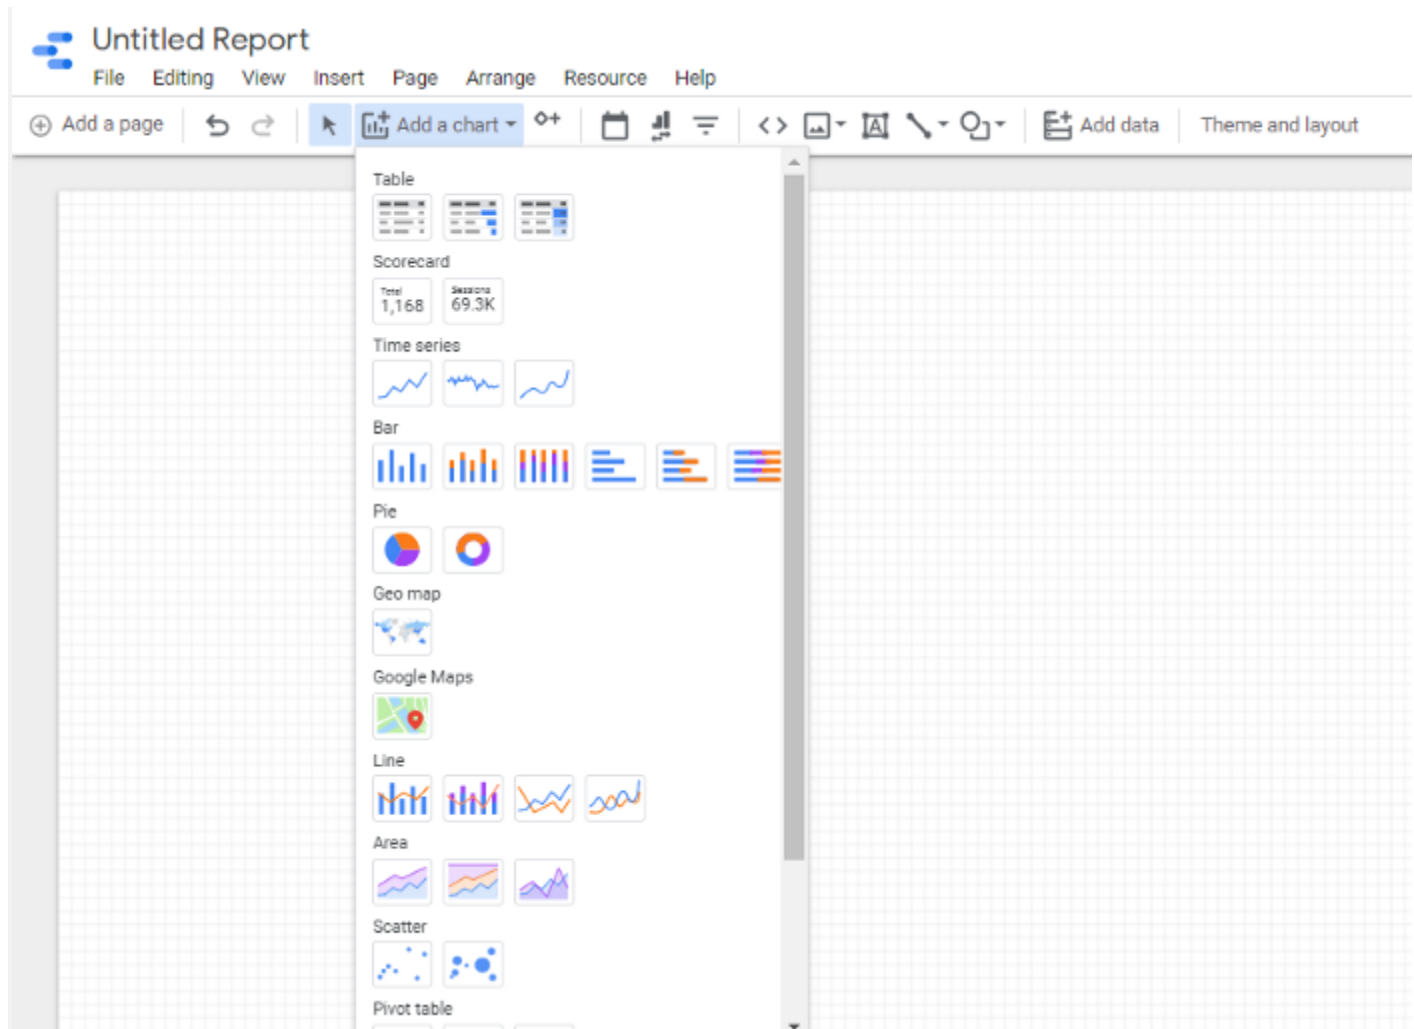 Untitled Report
File Editing View Insert Page Arrange Resource Help
Add a page Add a chart Add data Theme and layout
Table
Scorecard
Total Sessions
1,168 69.3K
Time series
Bar
Pie
Geo map
Google Maps
Line
Area
Scatter
Pivot table